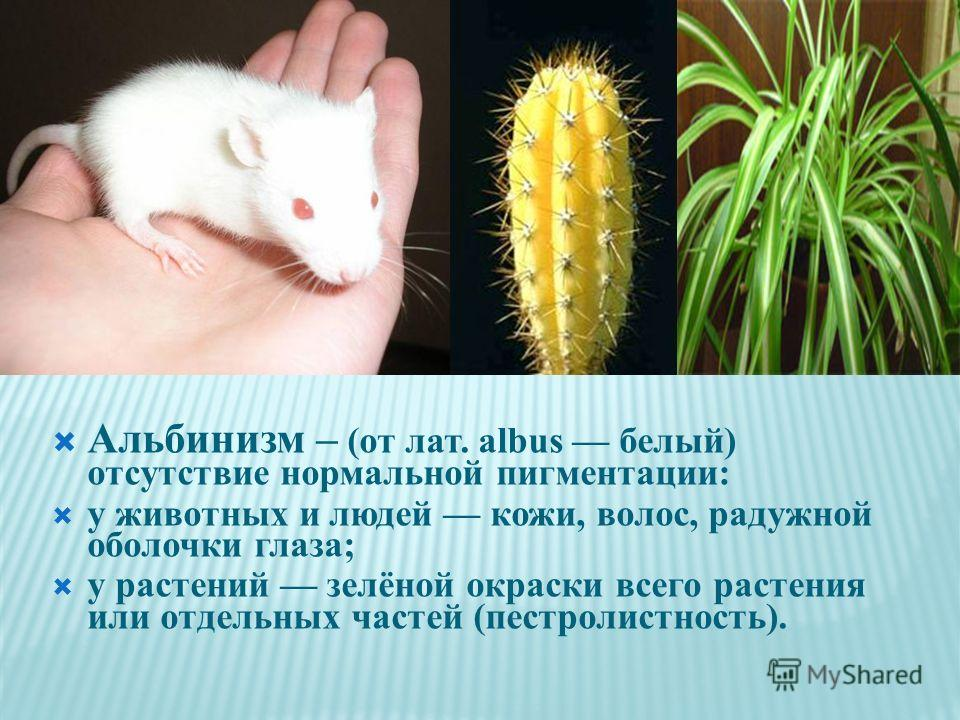 Альбинизм – (от лат. albus — белый)
отсутствие нормальной пигментации:
у животных и людей — кожи, волос, радужной
оболочки глаза;
у растений — зелёной окраски всего растения
или отдельных частей (пестролистность).
MyShared